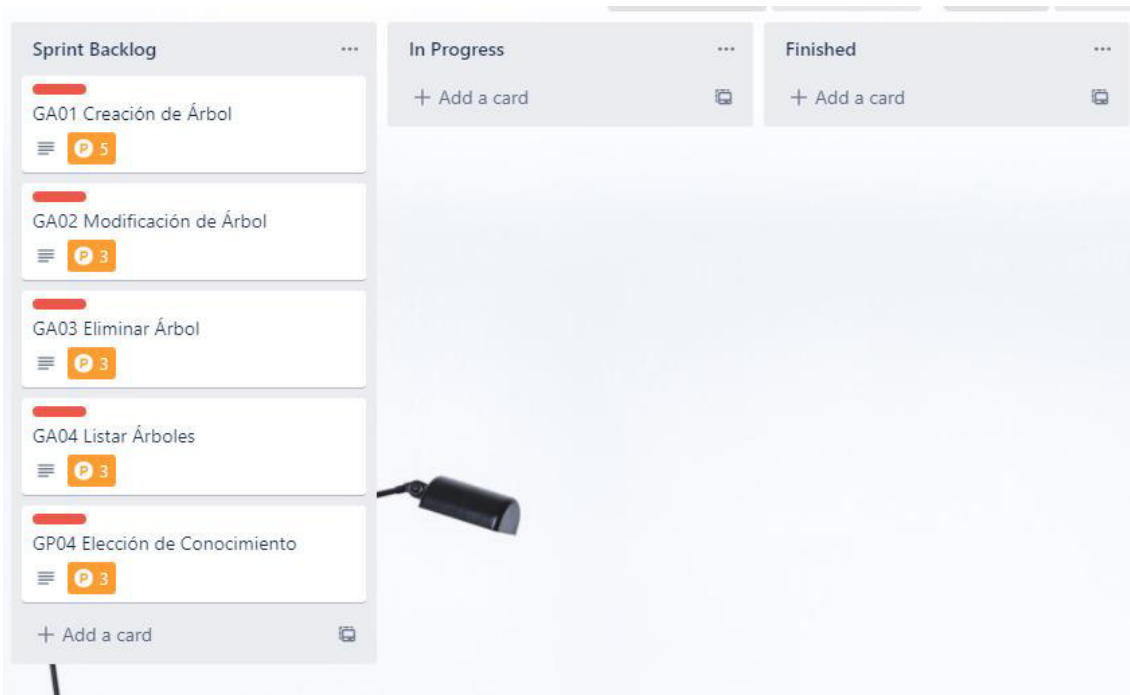 Sprint Backlog
GA01 Creación de Árbol
P 5
GA02 Modificación de Árbol
P 3
GA03 Eliminar Árbol
P 3
GA04 Listar Árboles
P 3
GP04 Elección de Conocimiento
P 3
+ Add a card
In Progress
+ Add a card
Finished
+ Add a card